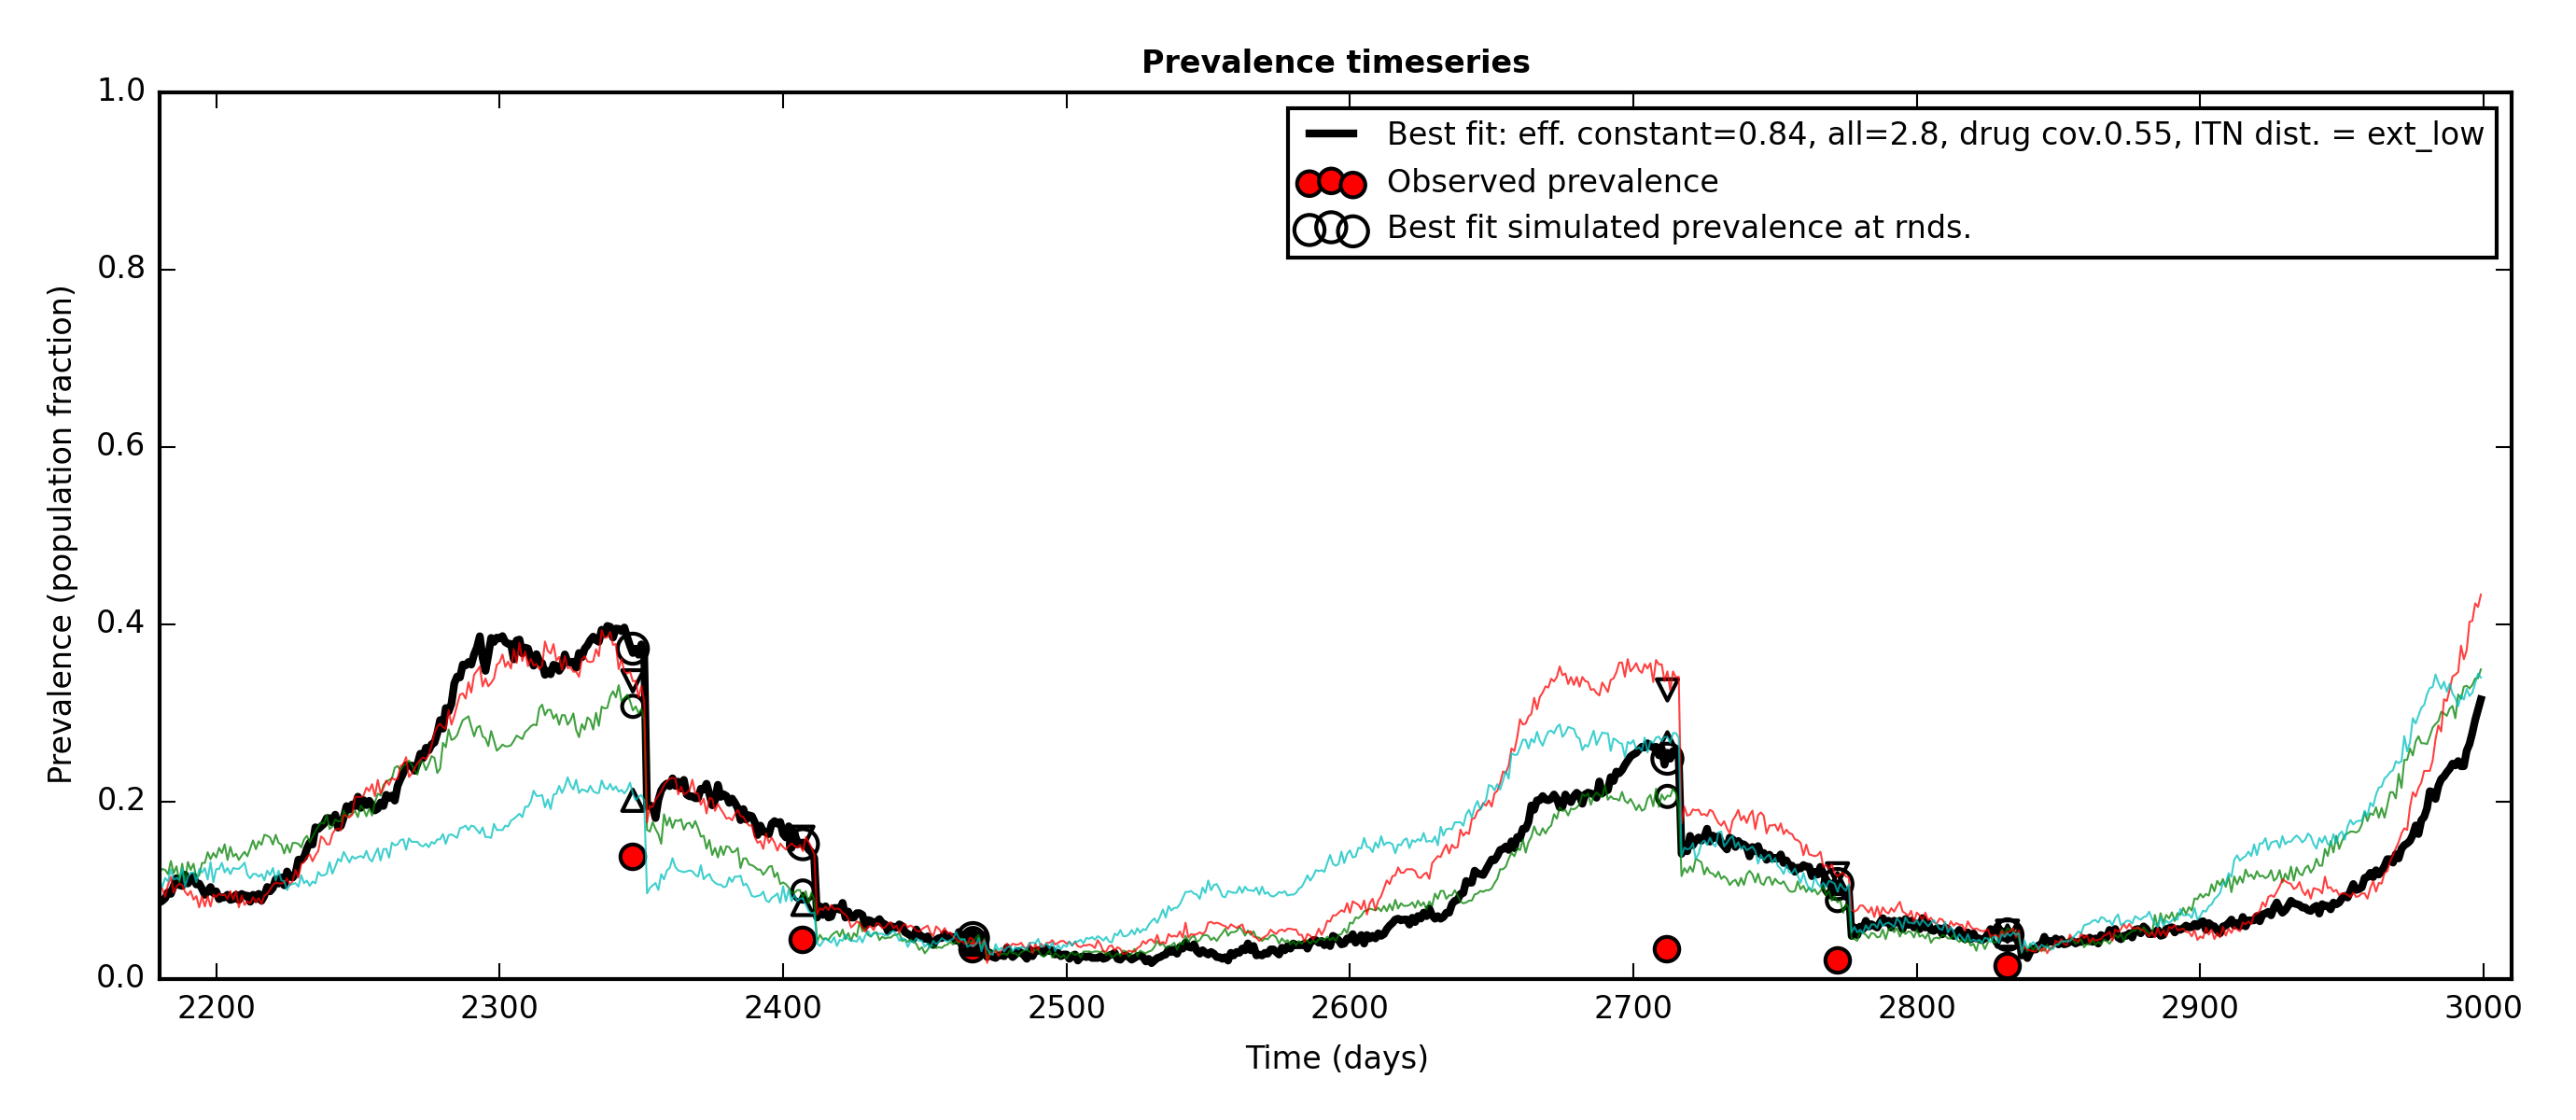 Prevalence timeseries
1.0
0.8
0.6
0.4
0.2
0.0
Prevalence (population fraction)
Best fit: eff. constant=0.84, all=2.8, drug cov.0.55, ITN dist. = ext_low
Observed prevalence
Best fit simulated prevalence at rnds.
2200 2300 2400 2500 2600 2700 2800 2900 3000
Time (days)